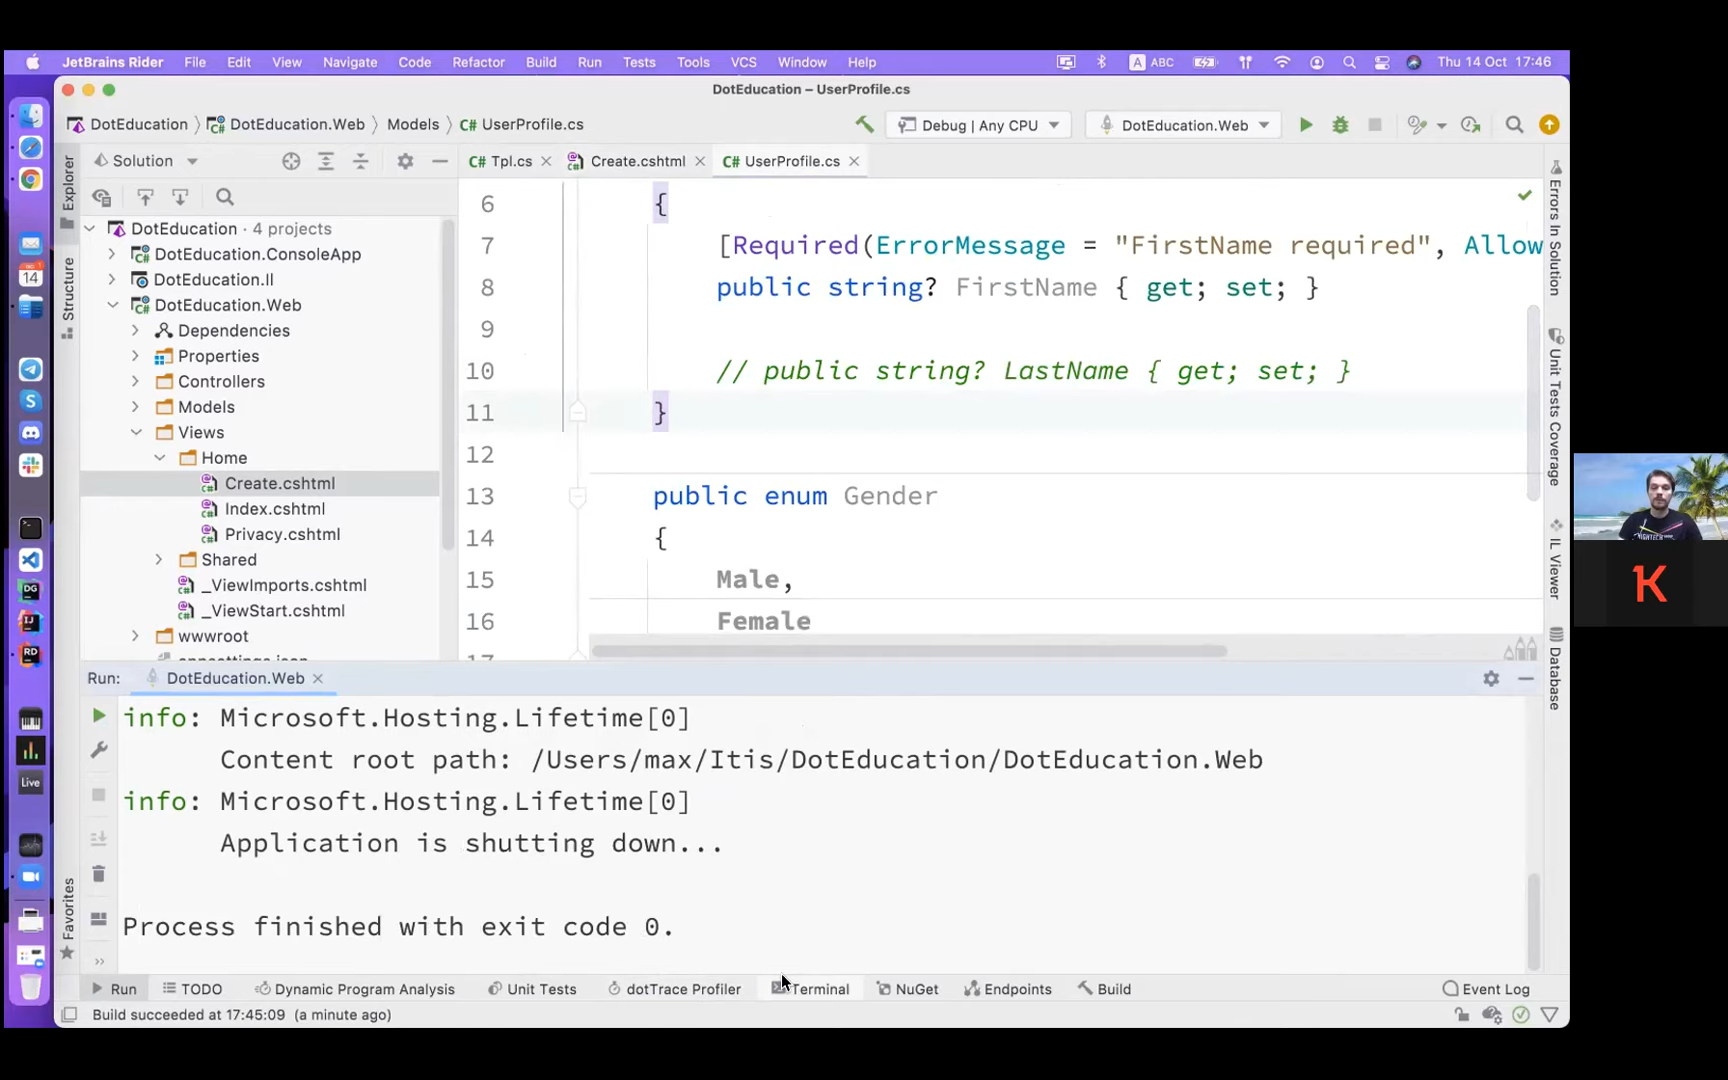 JetBrains Rider File Edit View Navigate Code Refactor Build Run Tests Tools VCS Window Help A ABC Thu 14 Oct 17:46
DotEducation – UserProfile.cs
DotEducation DotEducation.Web Models C# UserProfile.cs Debug | Any CPU DotEducation.Web
Solution C# Tpl.cs Create.cshtml C# UserProfile.cs
Explorer
Structure
Favorites
DotEducation · 4 projects
DotEducation.ConsoleApp
DotEducation.Il
DotEducation.Web
Dependencies
Properties
Controllers
Models
Views
Home
Create.cshtml
Index.cshtml
Privacy.cshtml
Shared
_ViewImports.cshtml
_ViewStart.cshtml
wwwroot
appsettings.json
6 {
7 [Required(ErrorMessage = "FirstName required", Allow
8 public string? FirstName { get; set; }
9
10 // public string? LastName { get; set; }
11 }
12
13 public enum Gender
14 {
15 Male,
16 Female
17
Errors In Solution
Unit Tests Coverage
IL Viewer
Database
K
14
DG
IJ
RD
Live
Run: DotEducation.Web
info: Microsoft.Hosting.Lifetime[0]
Content root path: /Users/max/Itis/DotEducation/DotEducation.Web
info: Microsoft.Hosting.Lifetime[0]
Application is shutting down...
Process finished with exit code 0.
Run TODO Dynamic Program Analysis Unit Tests dotTrace Profiler Terminal NuGet Endpoints Build Event Log
Build succeeded at 17:45:09 (a minute ago)